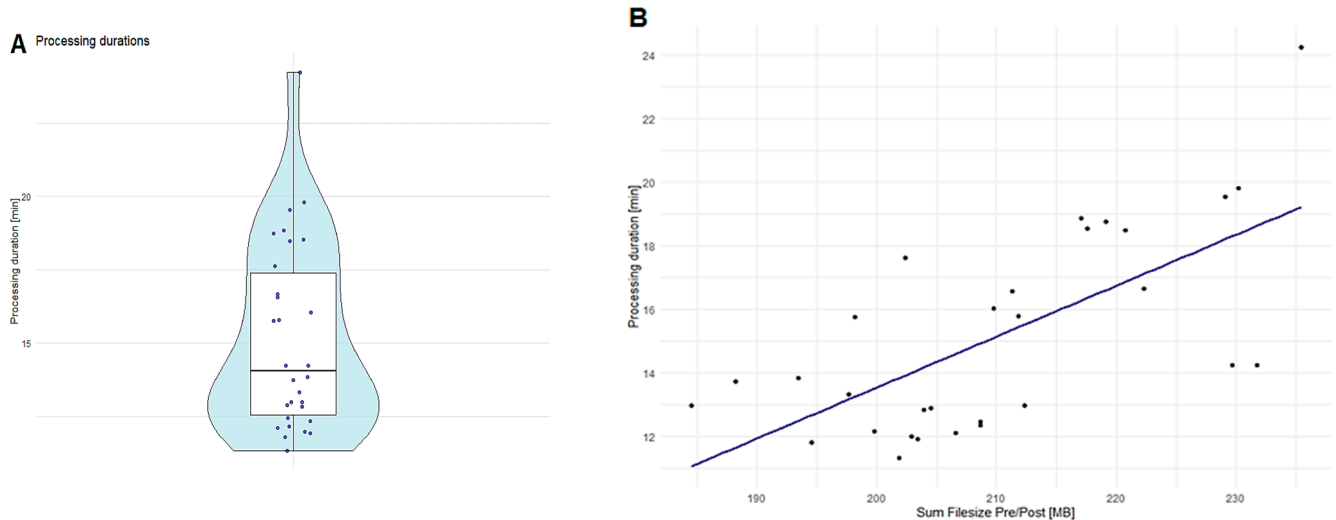 A Processing durations
Processing duration [min]
20
15
B
Processing duration [min]
24
22
20
18
16
14
12
190 200 210 220 230
Sum Filesize Pre/Post [MB]